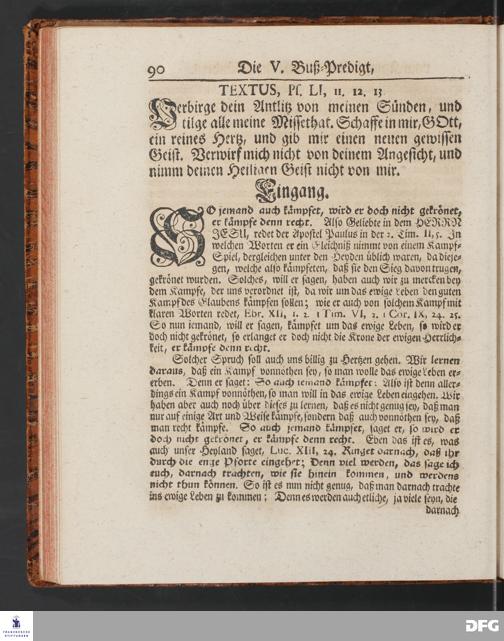 90 Die V. Buß-Predigt,
TEXTUS, Ps. LI, 11. 12. 13
Verbirge dein Antlitz von meinen Sünden, und
tilge alle meine Missethat. Schaffe in mir, GOtt,
ein reines Hertz, und gib mir einen neuen gewissen
Geist. Verwirf mich nicht von deinem Angesicht, und
nimm deinen Heiligen Geist nicht von mir.
Eingang.
SO jemand auch kämpfet, wird er doch nicht gekrönet,
er kämpfe denn recht. Also Geliebte in dem HERRN
JESU, redet der Apostel Paulus in der 2. Tim. II, 5. In
welchen Worten er ein Gleichniß nimmt von einem Kampf-
Spiel, dergleichen unter den Heyden üblich waren, da dieje-
gen, welche also kämpfeten, daß sie den Sieg davon trugen,
gekrönet wurden. Solches, will er sagen, haben auch wir zu mercken bey
dem Kampfe, der uns verordnet ist, da wir um das ewige Leben den guten
Kampf des Glaubens kämpfen sollen; wie er auch von solchem Kampf mit
klaren Worten redet, Ebr. XII, 1. 2. 1 Tim. VI, 2. 1 Cor. IX, 24. 25.
So nun iemand, will er sagen, kämpfet um das ewige Leben, so wird er
doch nicht gekrönet, so erlanget er doch nicht die Krone der ewigen Herrlich-
keit, er kämpfe denn recht.
Solcher Spruch soll auch uns billig zu Hertzen gehen. Wir lernen
daraus, daß ein Kampf vonnöthen sey, so man wolle das ewige Leben er-
erben. Denn er saget: So auch iemand kämpfet: Also ist denn aller-
dings ein Kampf vonnöthen, so man will in das ewige Leben eingehen. Wir
haben aber auch noch über dieses zu lernen, daß es nicht genug sey, daß man
nur auf einige Art und Weise kämpfe, sondern daß auch vonnöthen sey, daß
man recht kämpfe. So auch jemand kämpfet, saget er, so wird er
doch nicht gekrönet, er kämpfe denn recht. Eben das ist es, was
auch unser Heyland saget, Luc. XIII, 24. Ringet darnach, daß ihr
durch die enge Pforte eingehet; Denn viel werden, das sage ich
euch, darnach trachten, wie sie hinein kommen, und werdens
nicht thun können. So ist es nun nicht genug, daß man darnach trachte
ins ewige Leben zu kommen; Denn es werden auch etliche, ja viele seyn, die
darnach
FRANCKESCHE
STIFTUNGEN
DFG